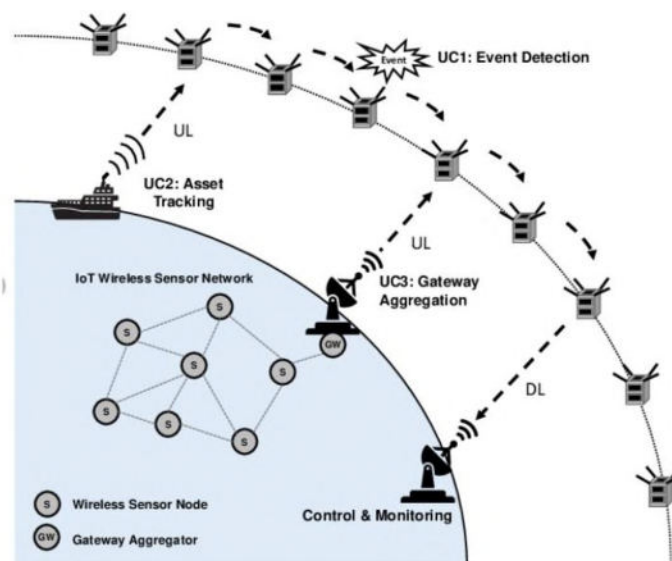 Event
UC1: Event Detection
UL
UC2: Asset
Tracking
UL
IoT Wireless Sensor Network
UC3: Gateway
Aggregation
S
S
S
S
GW
S
DL
S
S
S
Wireless Sensor Node
Control & Monitoring
GW
Gateway Aggregator